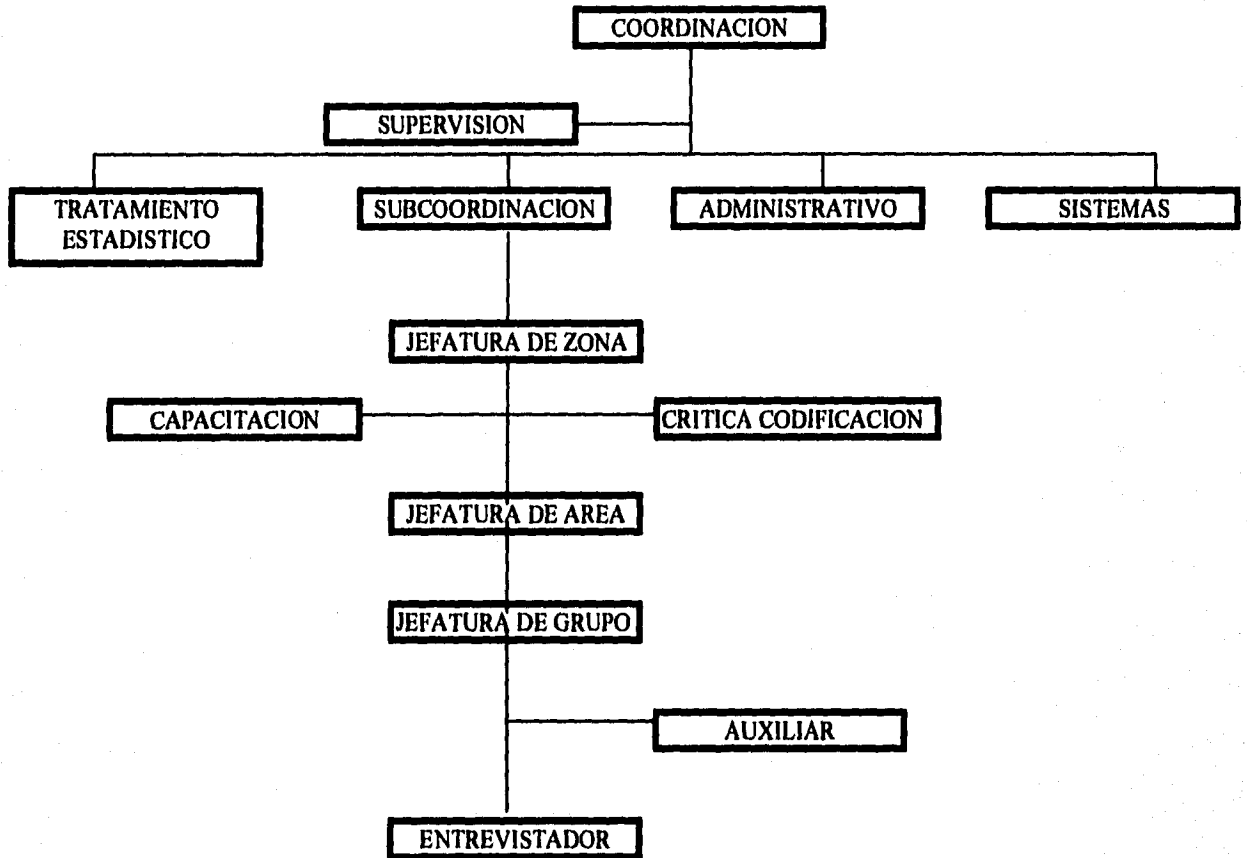 COORDINACION
SUPERVISION
TRATAMIENTO
ESTADISTICO
SUBCOORDINACION
ADMINISTRATIVO
SISTEMAS
JEFATURA DE ZONA
CAPACITACION
CRITICA CODIFICACION
JEFATURA DE AREA
JEFATURA DE GRUPO
AUXILIAR
ENTREVISTADOR